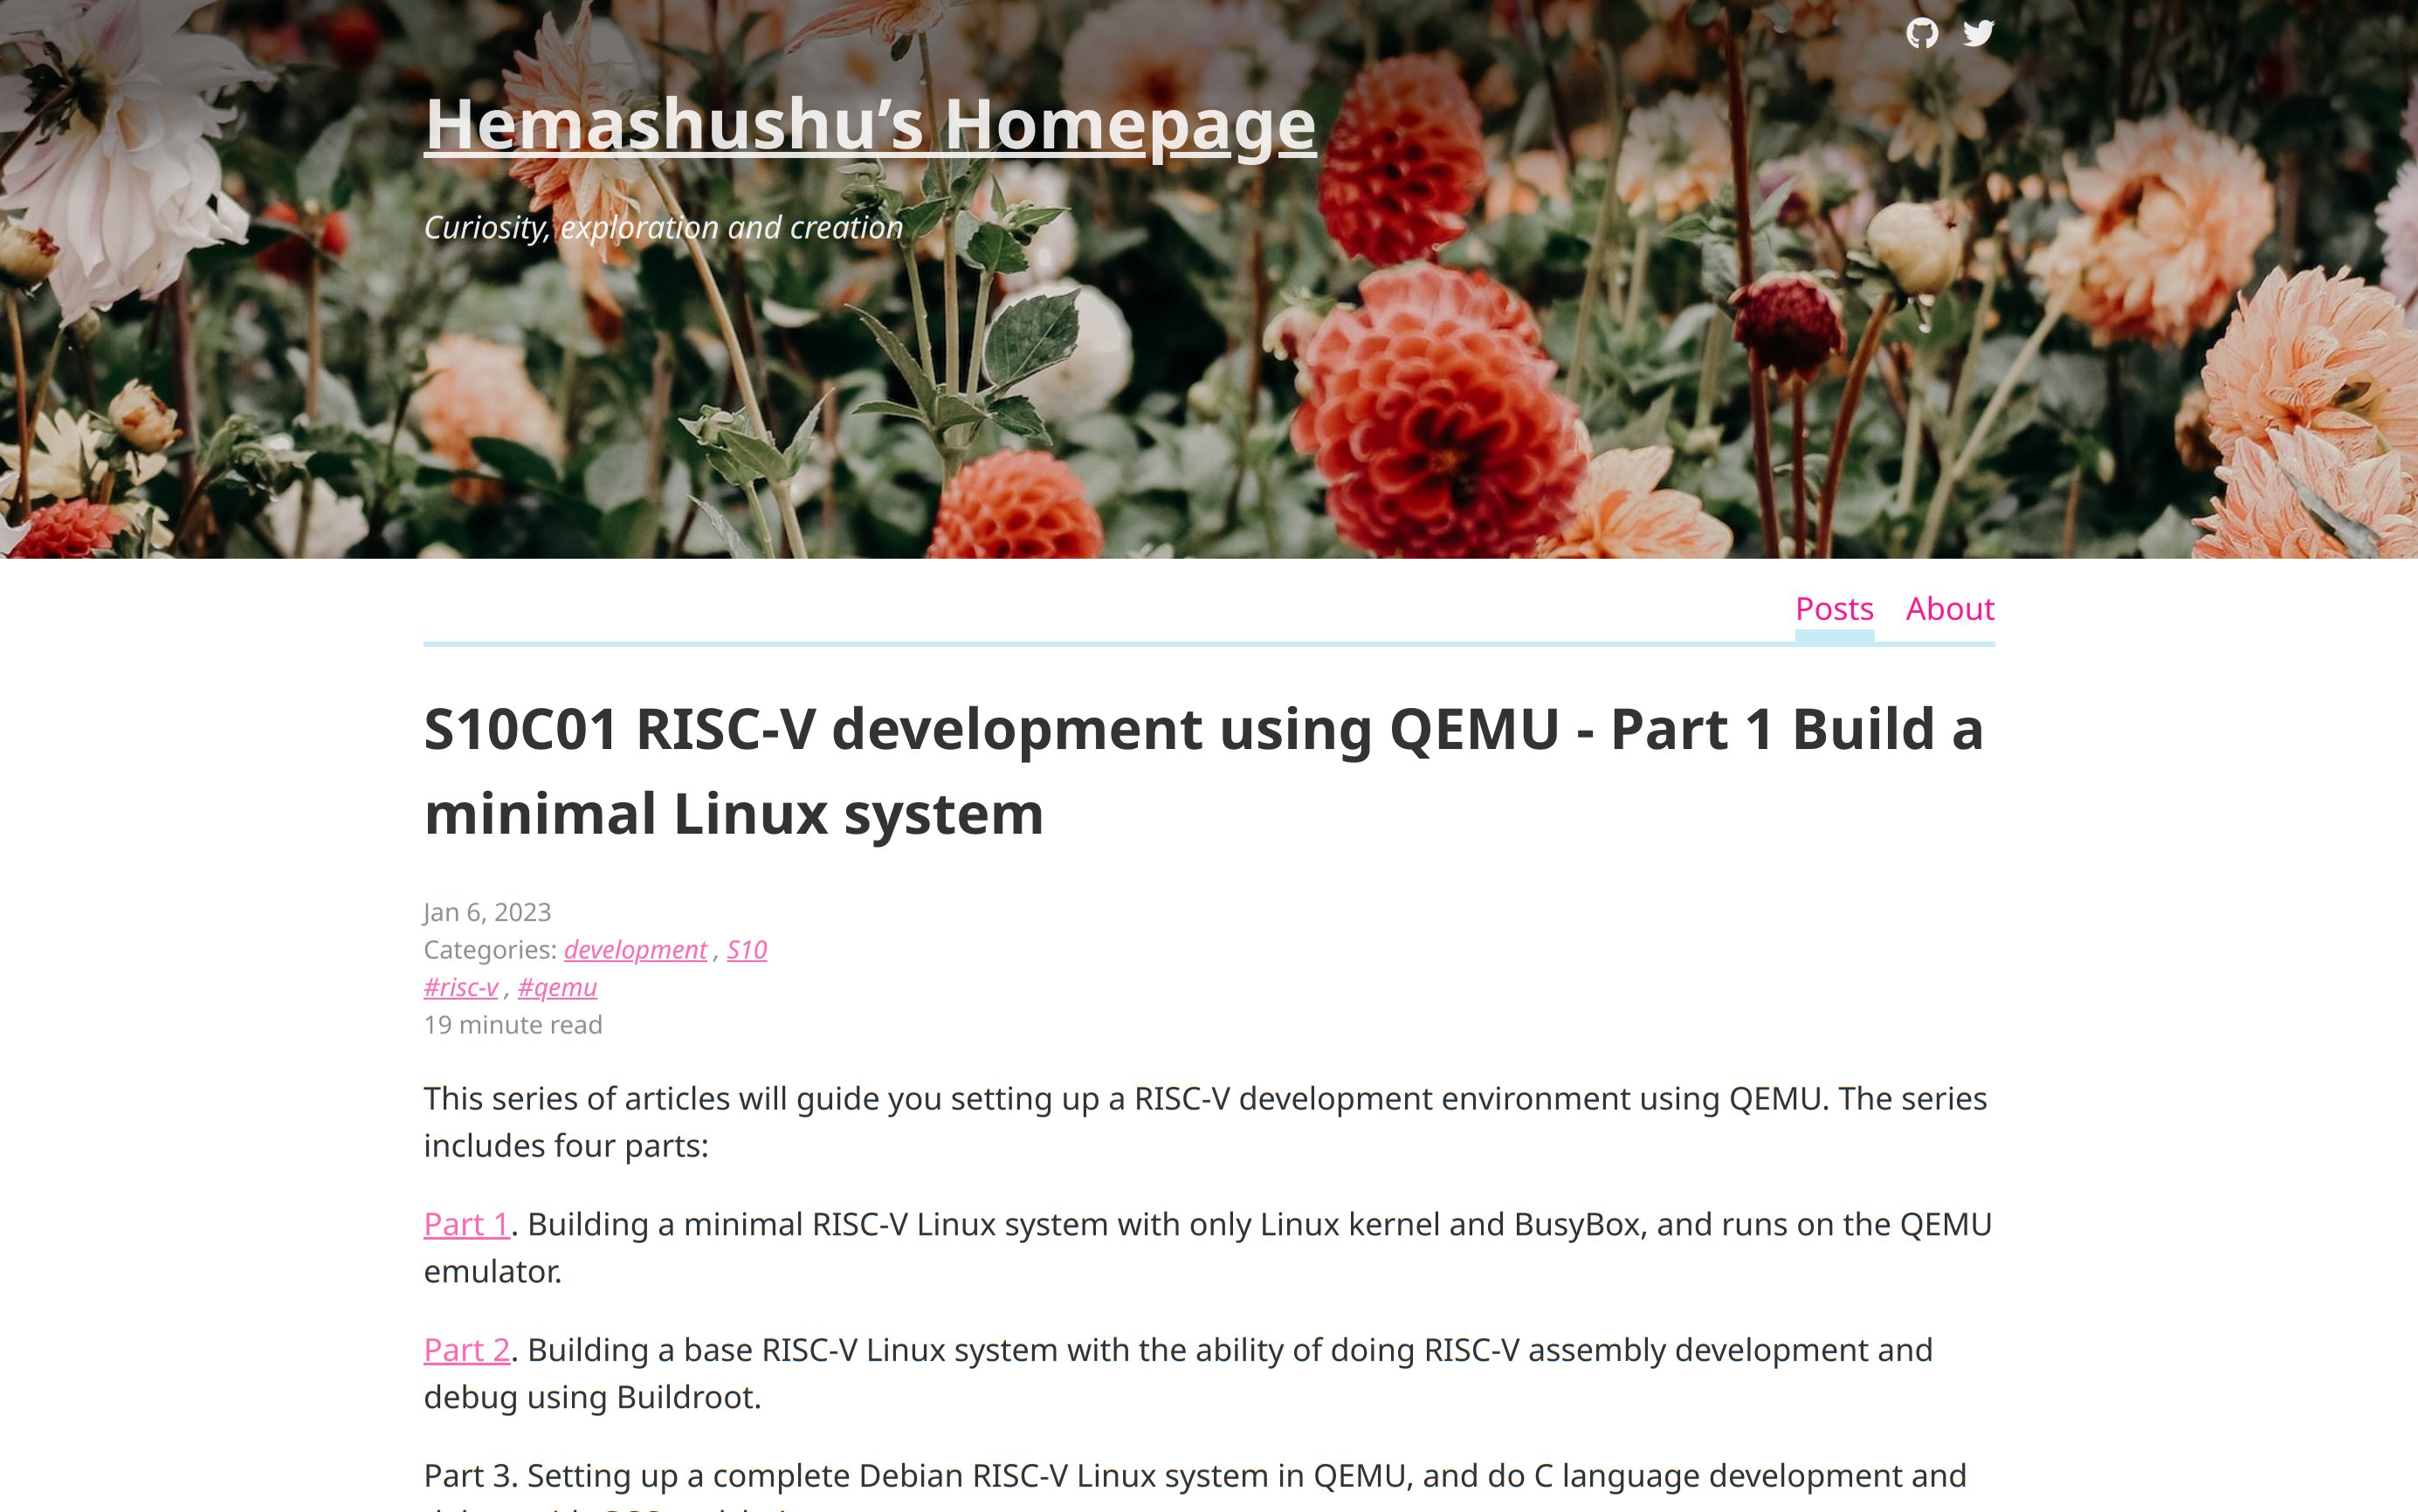 Hemashushu’s Homepage
Curiosity, exploration and creation
Posts About
S10C01 RISC-V development using QEMU - Part 1 Build a
minimal Linux system
Jan 6, 2023
Categories: development , S10
#risc-v , #qemu
19 minute read
This series of articles will guide you setting up a RISC-V development environment using QEMU. The series
includes four parts:
Part 1. Building a minimal RISC-V Linux system with only Linux kernel and BusyBox, and runs on the QEMU
emulator.
Part 2. Building a base RISC-V Linux system with the ability of doing RISC-V assembly development and
debug using Buildroot.
Part 3. Setting up a complete Debian RISC-V Linux system in QEMU, and do C language development and